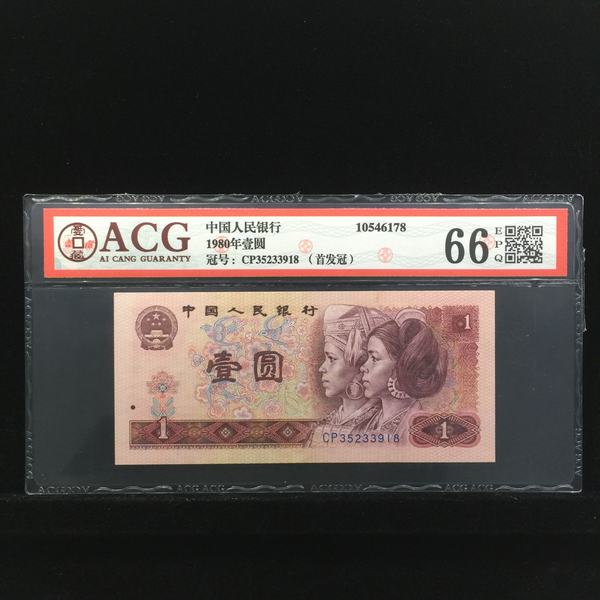 ACG
AI CANG GUARANTY
中国人民银行 10546178
1980年壹圆
冠号: CP35233918 (首发冠)
66 EPQ
中国人民银行
1
壹圆
1
CP35233918
1